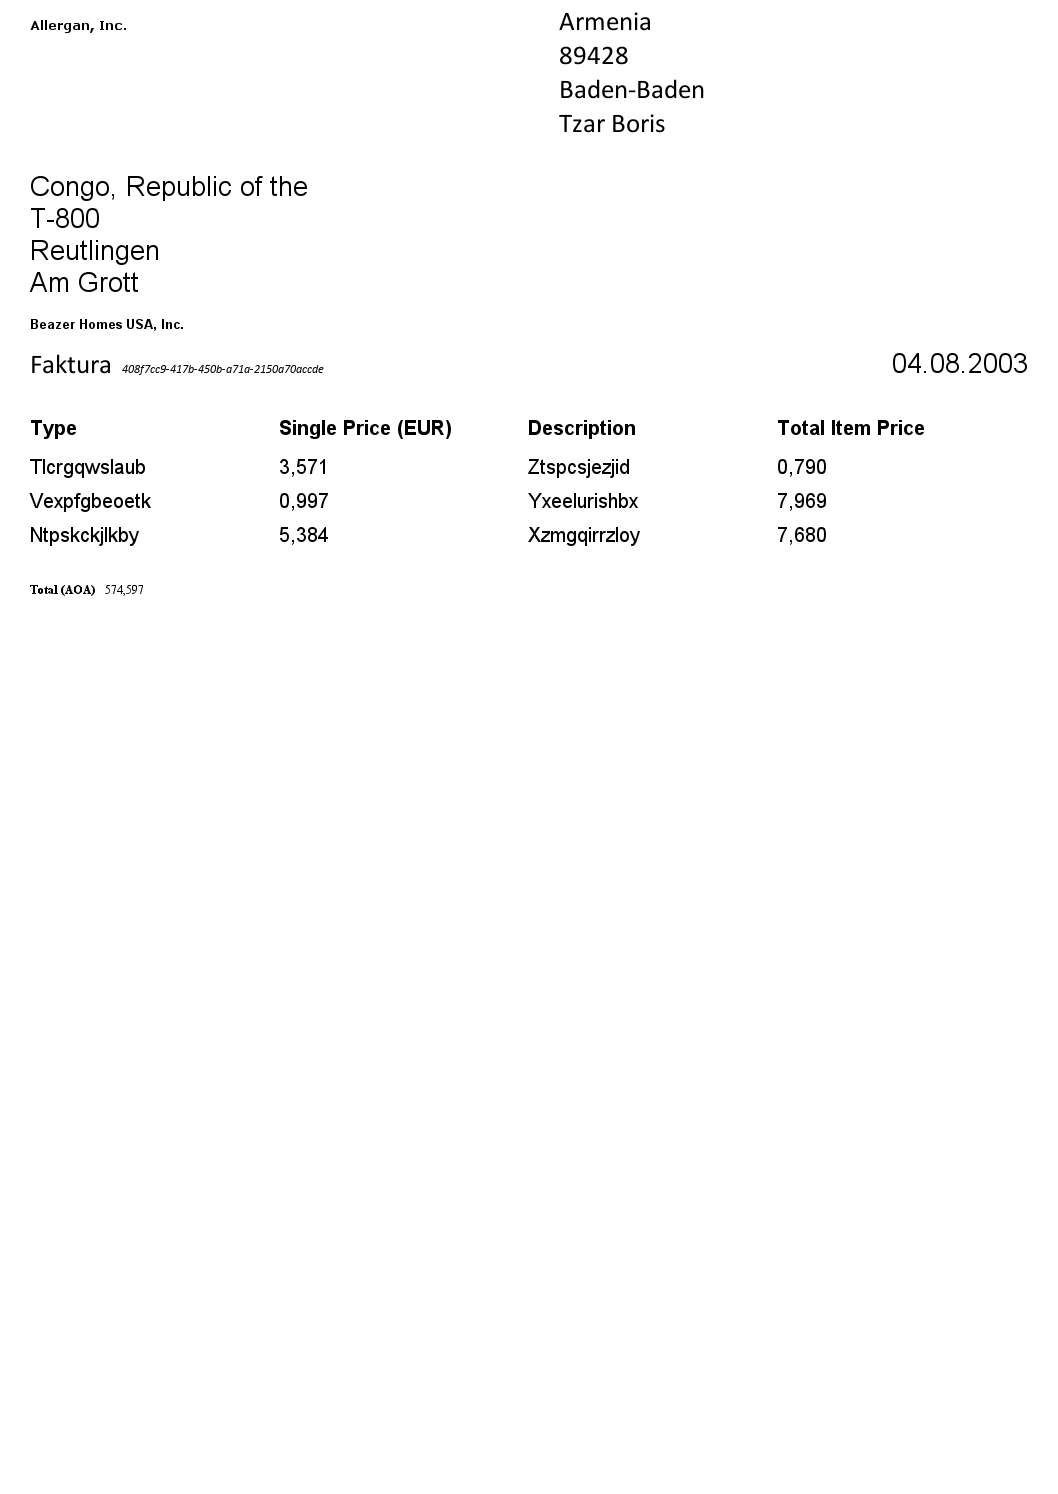 Allergan, Inc.
Armenia
89428
Baden-Baden
Tzar Boris
Congo, Republic of the
T-800
Reutlingen
Am Grott
Beazer Homes USA, Inc.
Faktura 408f7cc9-417b-450b-a71a-2150a70accde 04.08.2003
Type Single Price (EUR) Description Total Item Price
Tlcrgqwslaub 3,571 Ztspcsjezjid 0,790
Vexpfgbeoetk 0,997 Yxeelurishbx 7,969
Ntpskckjlkby 5,384 Xzmgqirrzloy 7,680
Total (AOA) 574,597